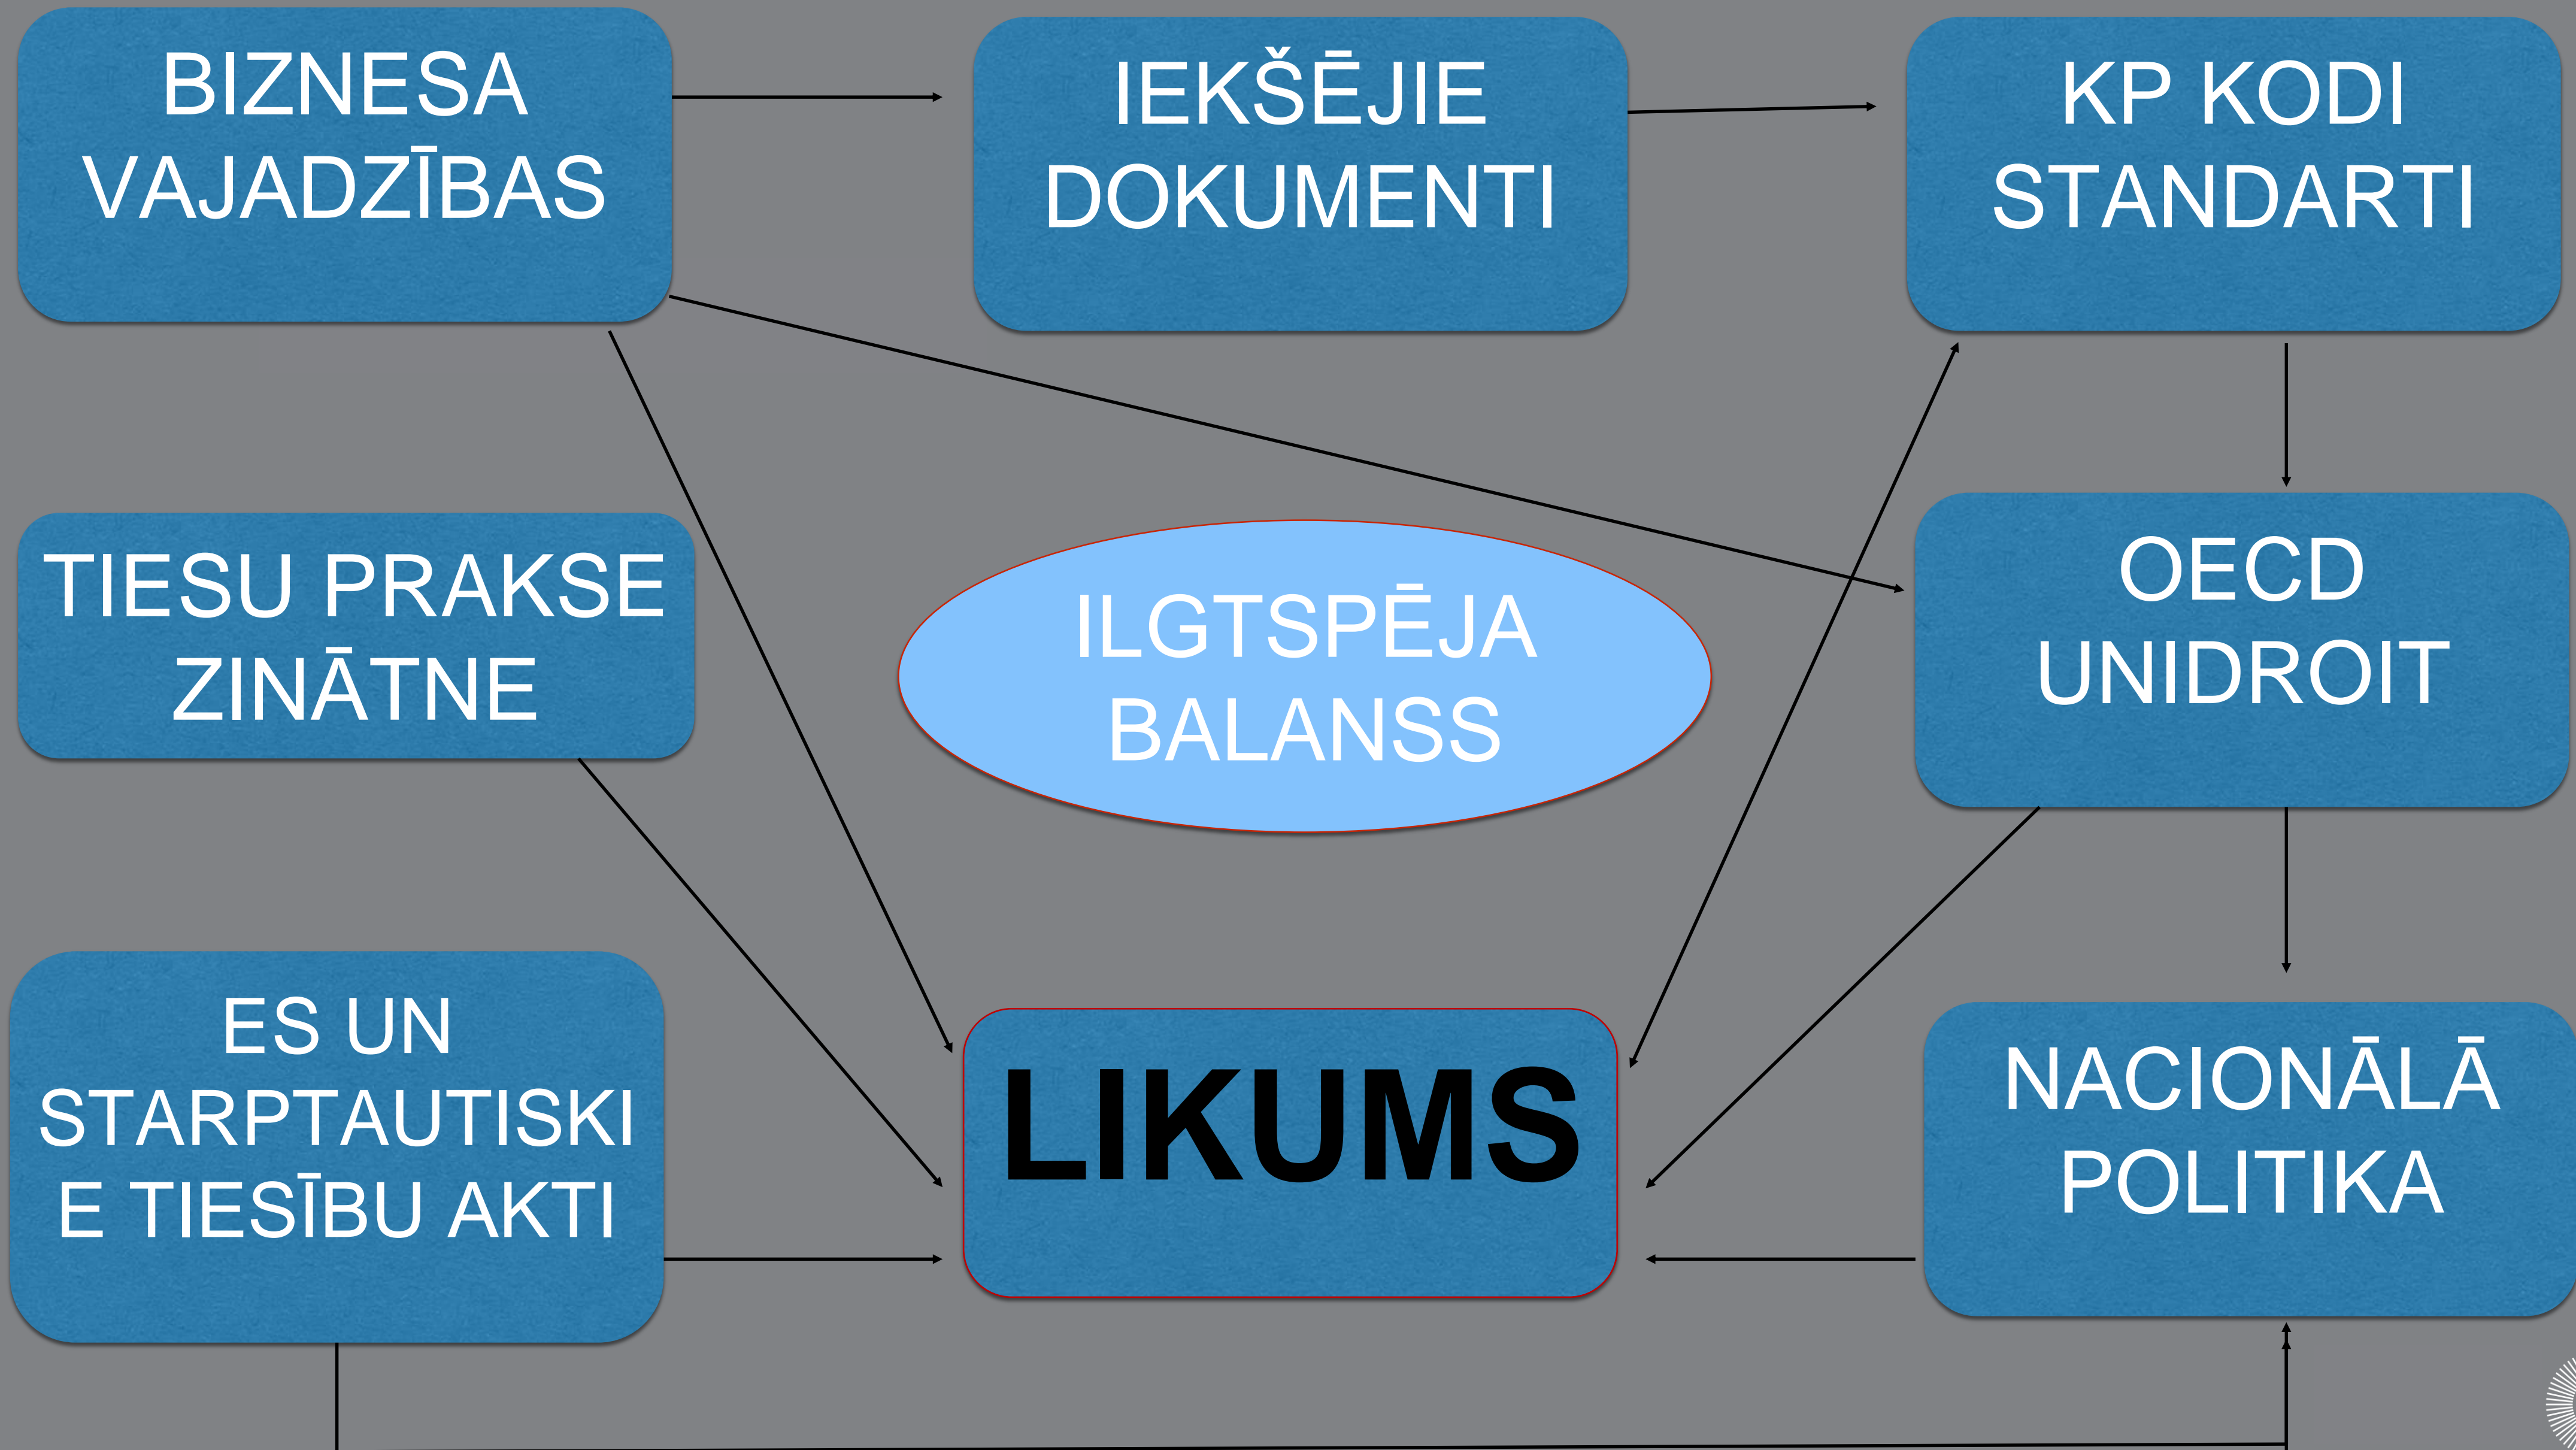 BIZNESA
VAJADZĪBAS
IEKŠĒJIE
DOKUMENTI
KP KODI
STANDARTI
TIESU PRAKSE
ZINĀTNE
ILGTSPĒJA
BALANSS
OECD
UNIDROIT
ES UN
STARPTAUTISKI
E TIESĪBU AKTI
LIKUMS
NACIONĀLĀ
POLITIKA